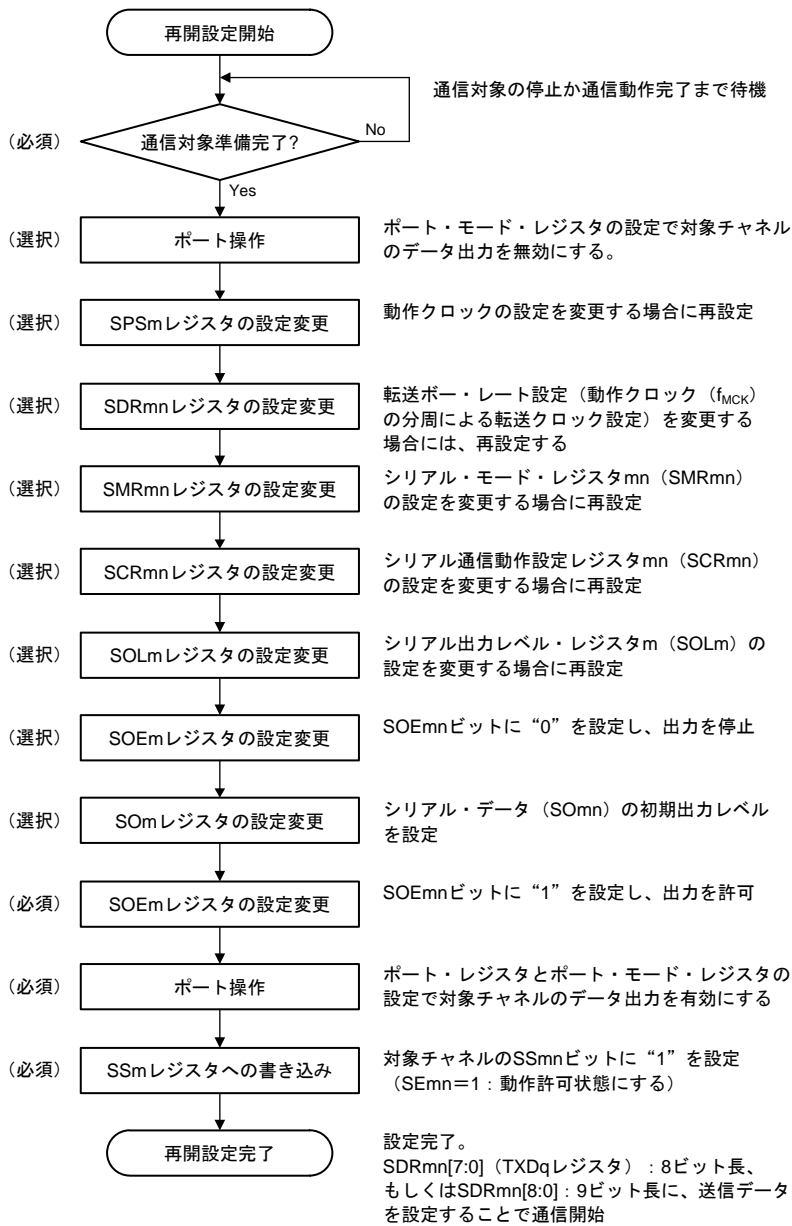 再開設定開始
通信対象の停止か通信動作完了まで待機
（必須）
通信対象準備完了?
No
Yes
（選択）
ポート操作
ポート・モード・レジスタの設定で対象チャネル
のデータ出力を無効にする。
（選択）
SPSmレジスタの設定変更
動作クロックの設定を変更する場合に再設定
（選択）
SDRmnレジスタの設定変更
転送ボー・レート設定（動作クロック（fMCK）
の分周による転送クロック設定）を変更する
場合には、再設定する
（選択）
SMRmnレジスタの設定変更
シリアル・モード・レジスタmn（SMRmn）
の設定を変更する場合に再設定
（選択）
SCRmnレジスタの設定変更
シリアル通信動作設定レジスタmn（SCRmn）
の設定を変更する場合に再設定
（選択）
SOLmレジスタの設定変更
シリアル出力レベル・レジスタm（SOLm）の
設定を変更する場合に再設定
（選択）
SOEmレジスタの設定変更
SOEmnビットに“0”を設定し、出力を停止
（選択）
SOmレジスタの設定変更
シリアル・データ（SOmn）の初期出力レベル
を設定
（必須）
SOEmレジスタの設定変更
SOEmnビットに“1”を設定し、出力を許可
（必須）
ポート操作
ポート・レジスタとポート・モード・レジスタの
設定で対象チャネルのデータ出力を有効にする
（必須）
SSmレジスタへの書き込み
対象チャネルのSSmnビットに“1”を設定
（SEmn＝1：動作許可状態にする）
再開設定完了
設定完了。
SDRmn[7:0]（TXDqレジスタ）：8ビット長、
もしくはSDRmn[8:0]：9ビット長に、送信データ
を設定することで通信開始